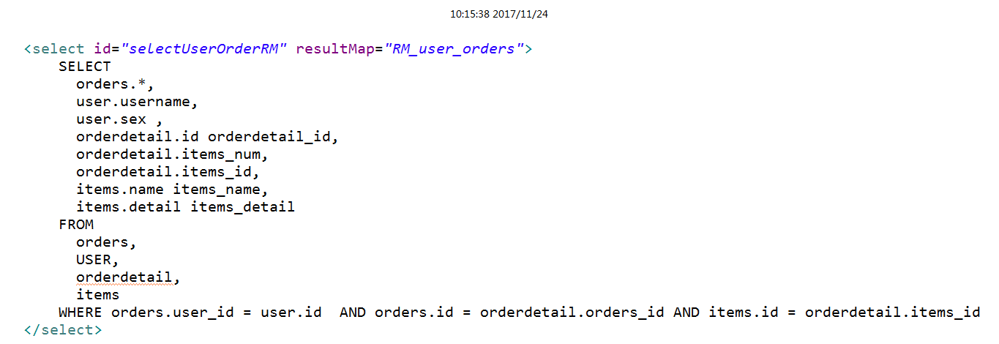 10:15:38 2017/11/24
<select id="selectUserOrderRM" resultMap="RM_user_orders">
    SELECT
      orders.*,
      user.username,
      user.sex ,
      orderdetail.id orderdetail_id,
      orderdetail.items_num,
      orderdetail.items_id,
      items.name items_name,
      items.detail items_detail
    FROM
      orders,
      USER,
      orderdetail,
      items
    WHERE orders.user_id = user.id  AND orders.id = orderdetail.orders_id AND items.id = orderdetail.items_id
</select>